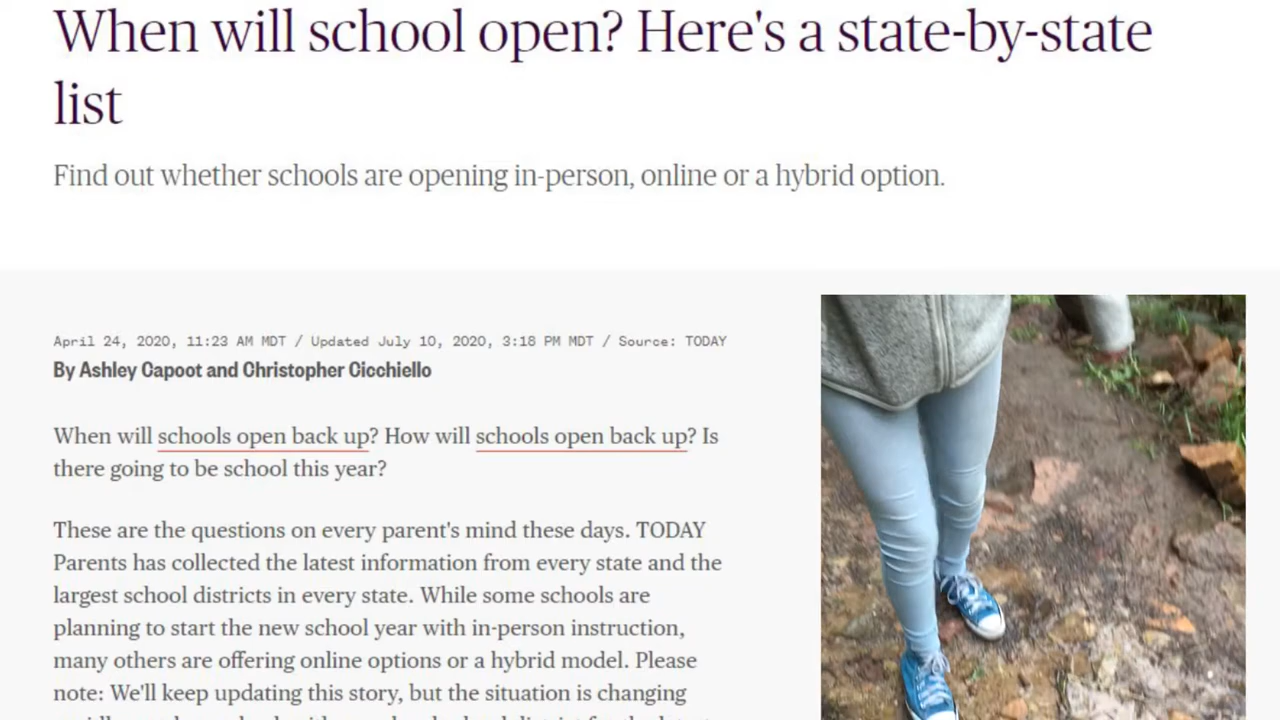 When will school open? Here's a state-by-state
list
Find out whether schools are opening in-person, online or a hybrid option.
April 24, 2020, 11:23 AM MDT / Updated July 10, 2020, 3:18 PM MDT / Source: TODAY
By Ashley Capoot and Christopher Cicchiello
When will schools open back up? How will schools open back up? Is
there going to be school this year?
These are the questions on every parent's mind these days. TODAY
Parents has collected the latest information from every state and the
largest school districts in every state. While some schools are
planning to start the new school year with in-person instruction,
many others are offering online options or a hybrid model. Please
note: We'll keep updating this story, but the situation is changing